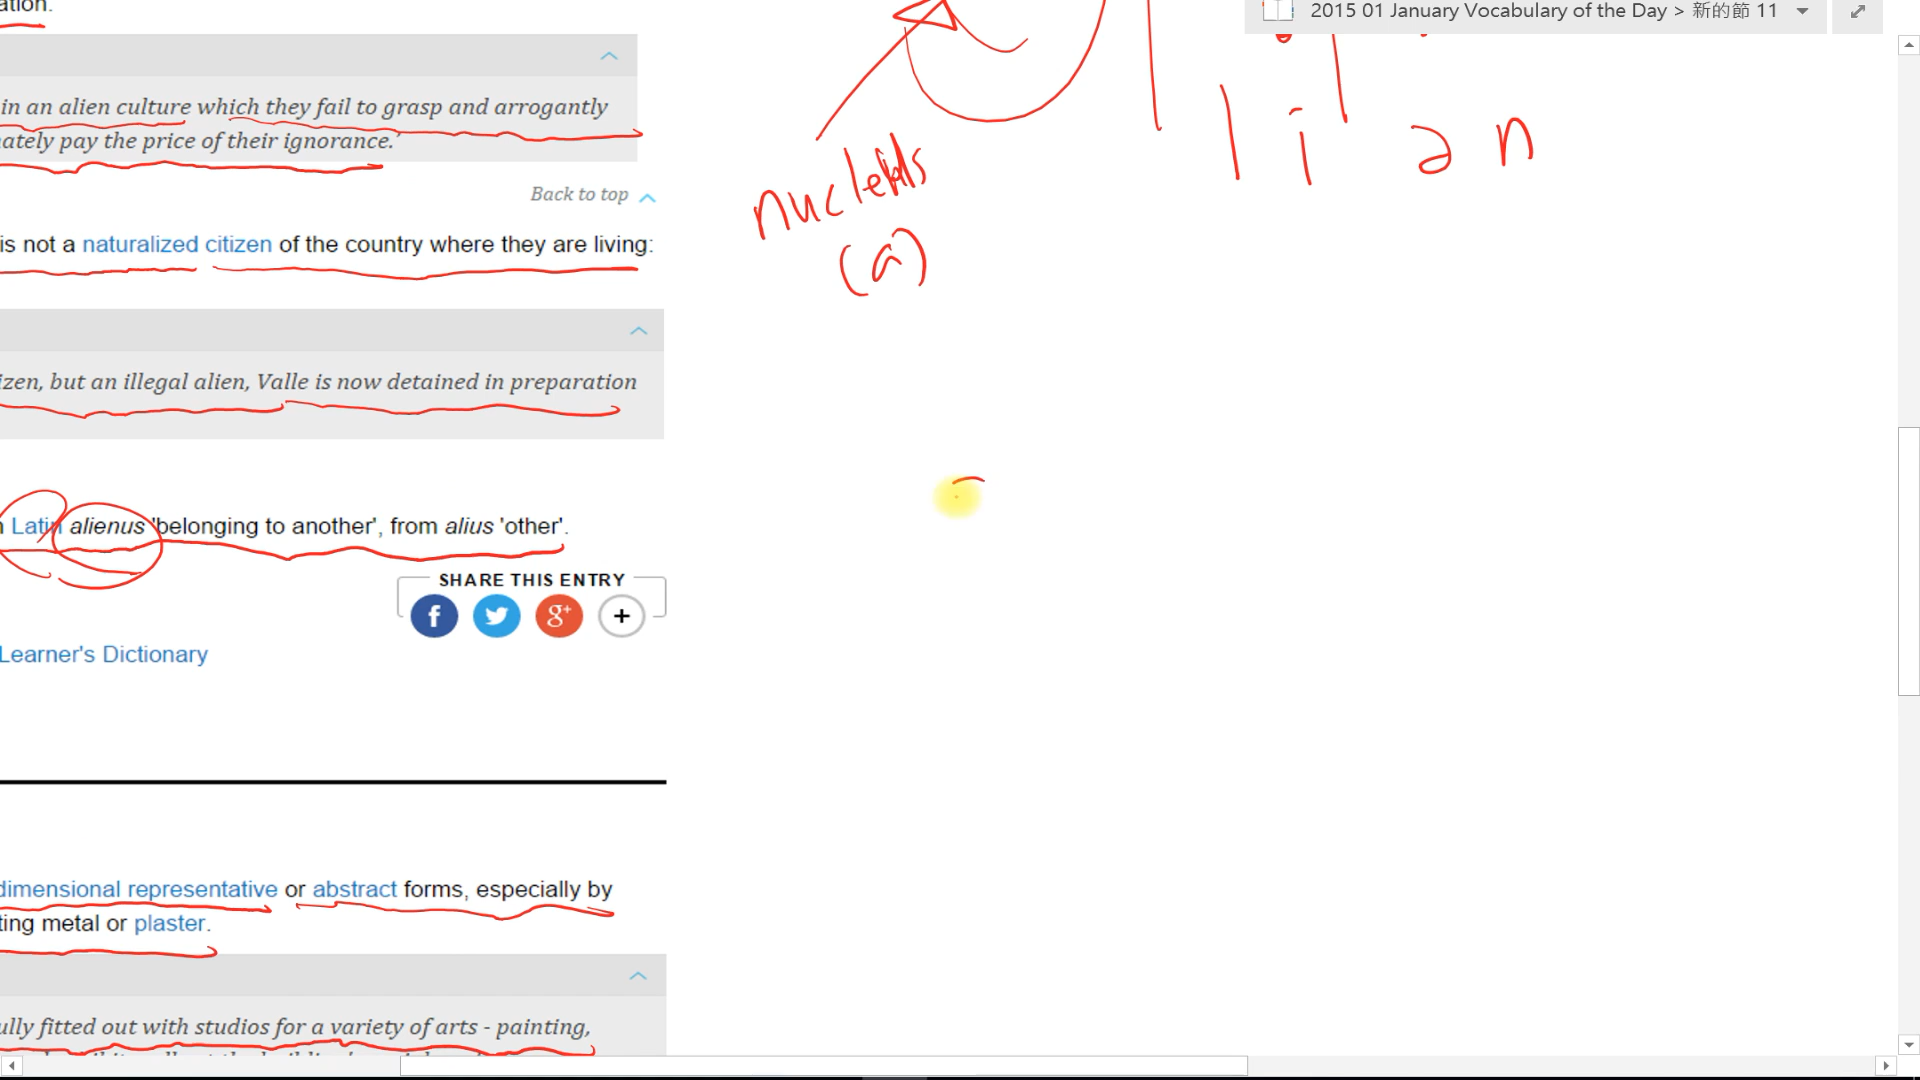 2015 01 January Vocabulary of the Day > 新的節 11
ation.
in an alien culture which they fail to grasp and arrogantly
nately pay the price of their ignorance.’
Back to top
is not a naturalized citizen of the country where they are living:
izen, but an illegal alien, Valle is now detained in preparation
Latin alienus 'belonging to another', from alius 'other'.
SHARE THIS ENTRY
f g+ +
Learner's Dictionary
dimensional representative or abstract forms, especially by
ting metal or plaster.
ully fitted out with studios for a variety of arts - painting,
(a)
l i ə n